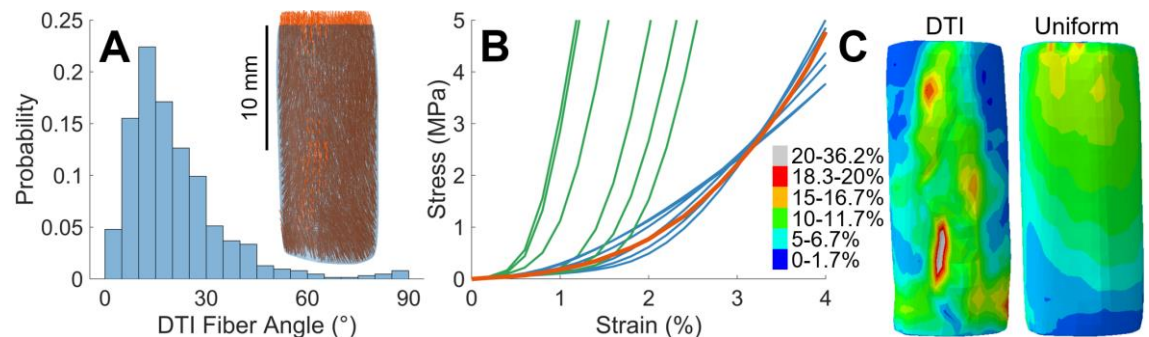 A
0.25
0.2
0.15
0.1
0.05
0
Probability
0
30
60
90
DTI Fiber Angle (°)
10 mm
B
5
4
3
2
1
0
Stress (MPa)
0
1
2
3
4
Strain (%)
20-36.2%
18.3-20%
15-16.7%
10-11.7%
5-6.7%
0-1.7%
C
DTI
Uniform